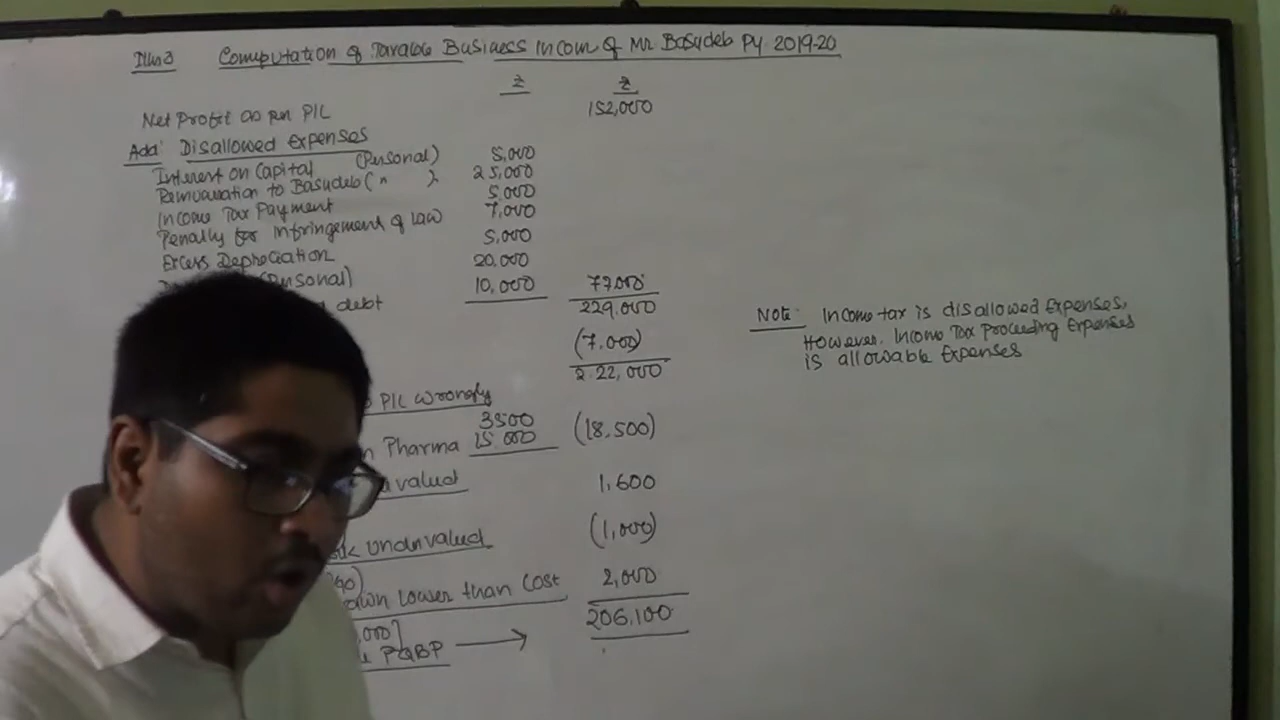 Illn 3 Computation of Taxable Business Incom of Mr Basudeb PY 2019-20
₹ ₹
Net Profit as per P/L 152,000
Add: Disallowed Expenses
Interest on Capital (Personal) 5,000
Remuneration to Basudeb ( " ) 25,000
Income Tax Payment 5,000
Penally for infringement of law 7,000
Excess Depreciation 5,000
(Personal) 20,000
debt 10,000 77,000
229,000
(7,000)
2,22,000
P/L wrongly
3500
Pharma 15,000 (18,500)
valued 1,600
undervalued (1,000)
lower than Cost 2,000
,000] 206,100
PGBP →
Note: Income tax is disallowed Expenses.
However, Income Tax Proceeding Expenses
is allowable Expenses